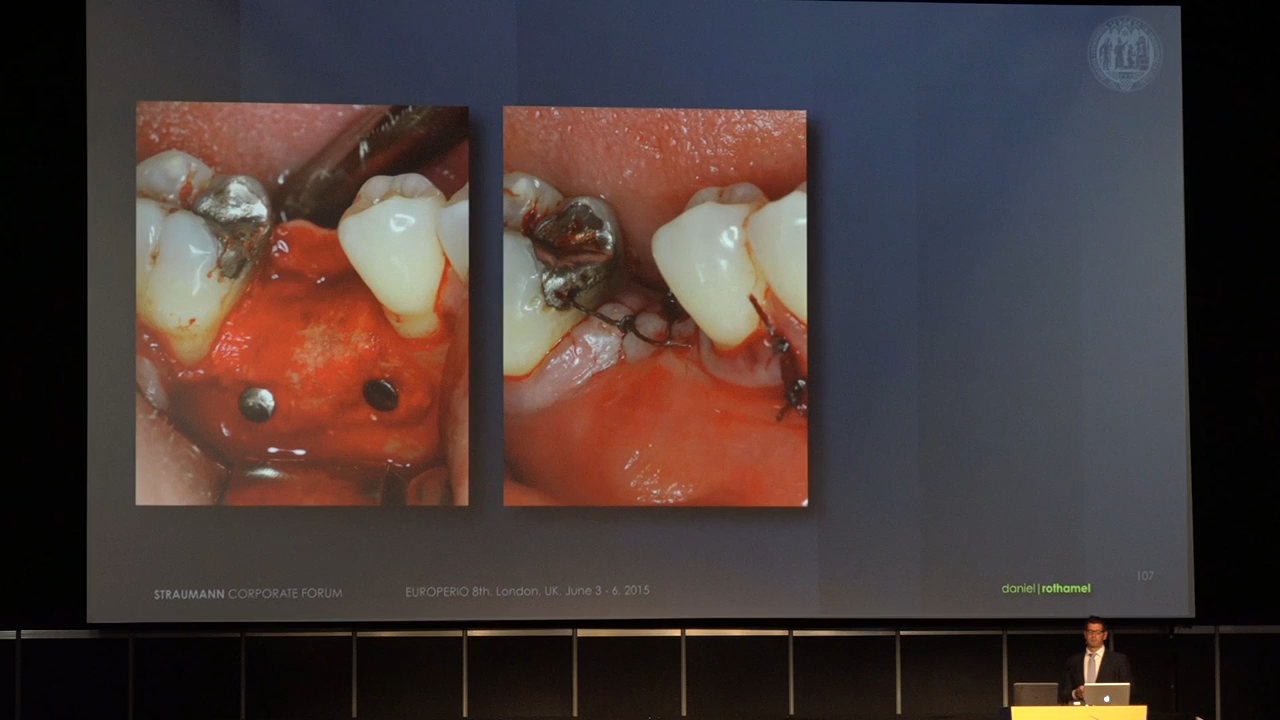 107
STRAUMANN CORPORATE FORUM
EUROPERIO 8th. London. UK. June 3 - 6. 2015
daniel|rothamel